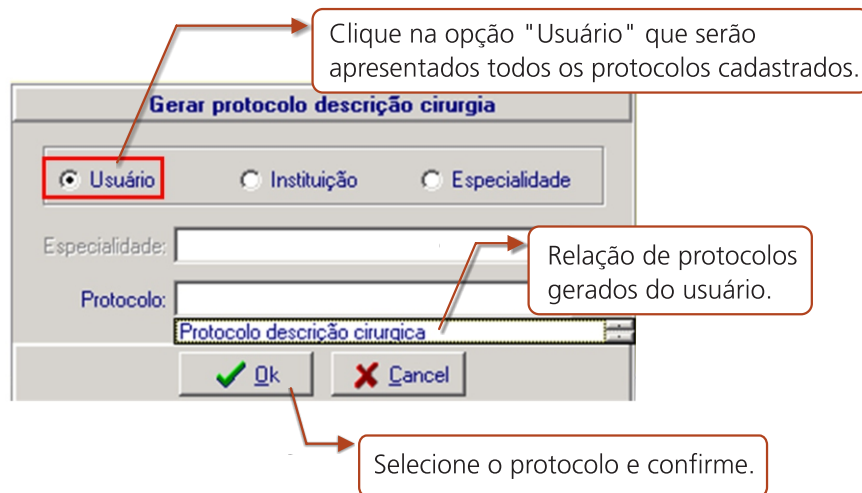 Clique na opção "Usuário" que serão
apresentados todos os protocolos cadastrados.
Gerar protocolo descrição cirurgia
Usuário Instituição Especialidade
Especialidade:
Relação de protocolos
gerados do usuário.
Protocolo:
Protocolo descrição cirurgica
Ok Cancel
Selecione o protocolo e confirme.